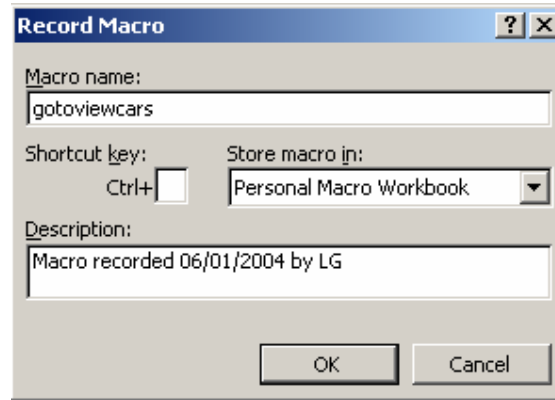 Record Macro
Macro name:
gotoviewcars
Shortcut key: Store macro in:
Ctrl+ Personal Macro Workbook
Description:
Macro recorded 06/01/2004 by LG
OK Cancel